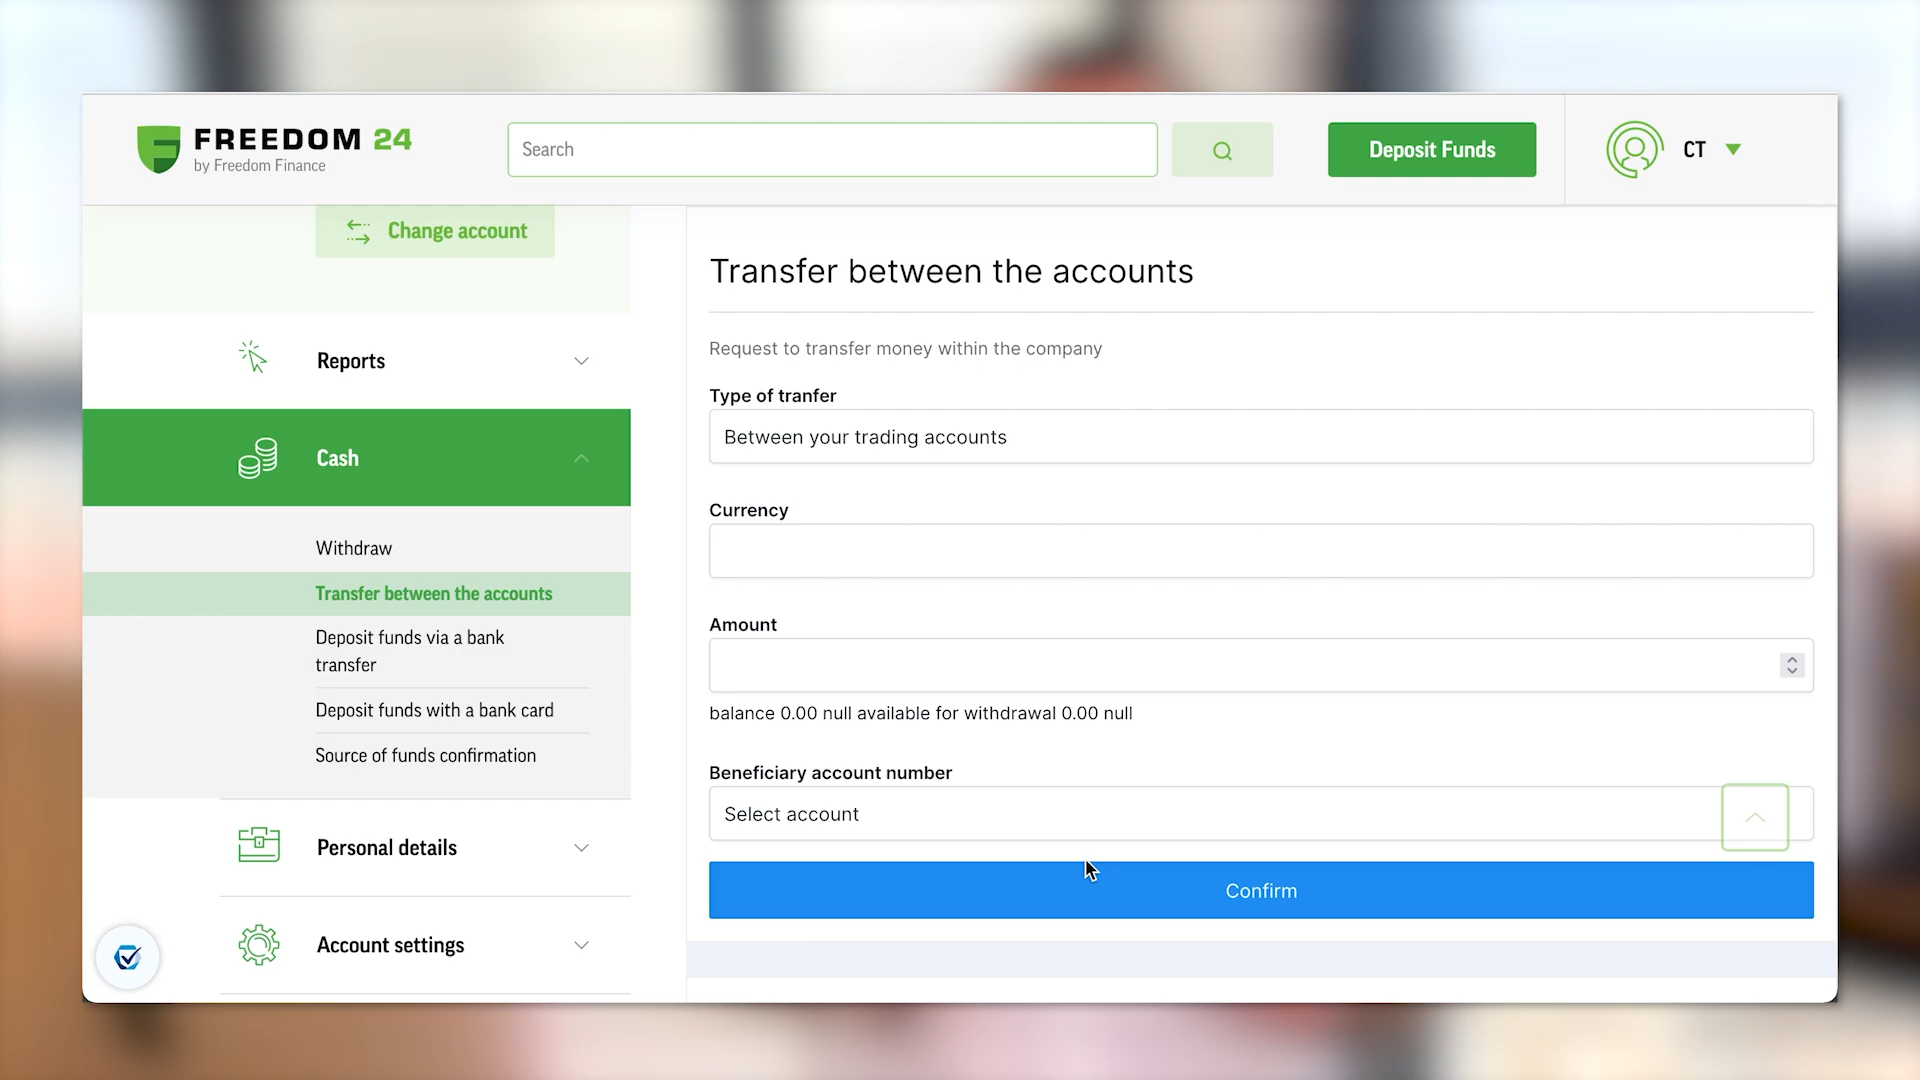 FREEDOM 24
by Freedom Finance
Search
Deposit Funds
CT
Change account
Reports
Cash
Withdraw
Transfer between the accounts
Deposit funds via a bank
transfer
Deposit funds with a bank card
Source of funds confirmation
Personal details
Account settings
Transfer between the accounts
Request to transfer money within the company
Type of tranfer
Between your trading accounts
Currency
Amount
balance 0.00 null available for withdrawal 0.00 null
Beneficiary account number
Select account
Confirm